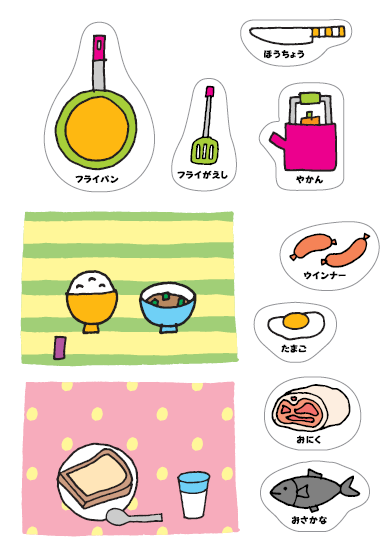 ほうちょう
フライパン
フライがえし
やかん
ウインナー
たまご
おにく
おさかな